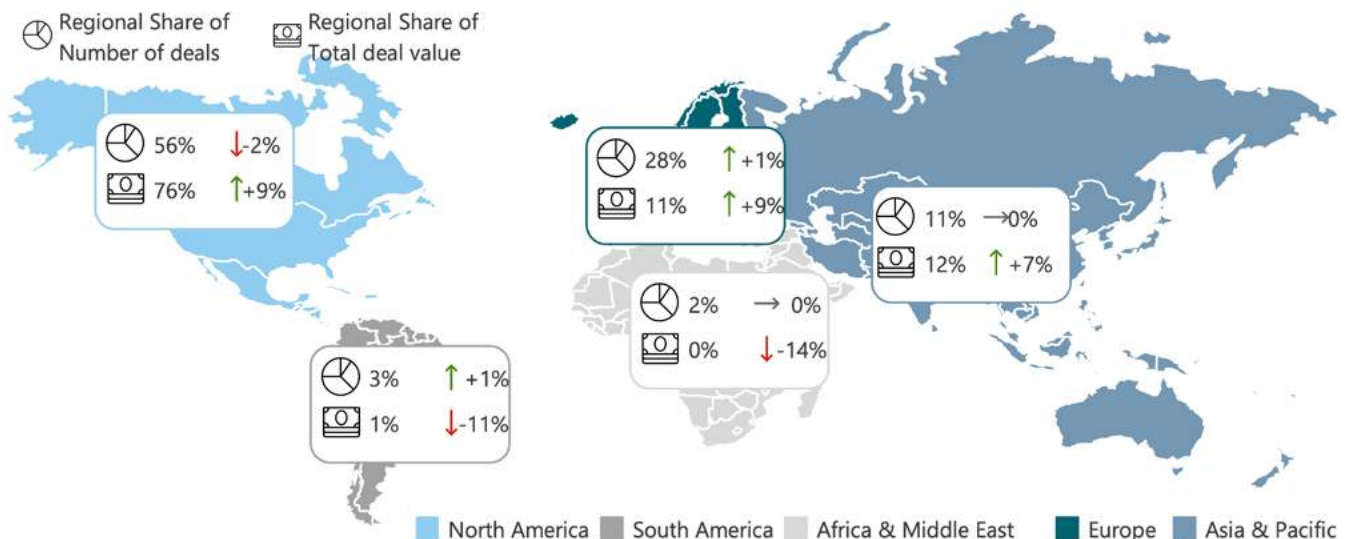 Regional Share of
Number of deals
Regional Share of
Total deal value
56% -2%
76% +9%
28% +1%
11% +9%
11% 0%
12% +7%
2% 0%
0% -14%
3% +1%
1% -11%
North America South America Africa & Middle East Europe Asia & Pacific